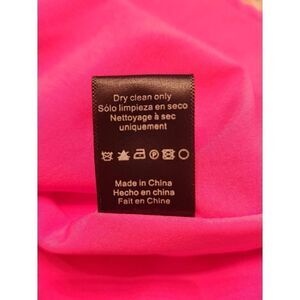 Dry clean only
Sólo limpieza en seco
Nettoyage à sec
uniquement
Made in China
Hecho en china
Fait en Chine